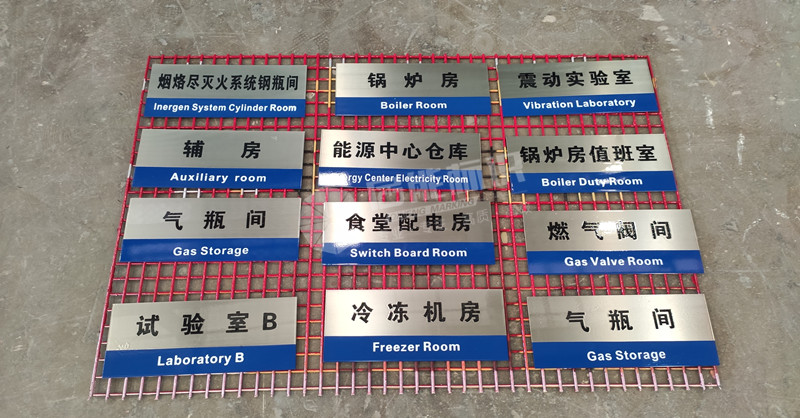 烟烙尽灭火系统钢瓶间
Inergen System Cylinder Room
锅炉房
Boiler Room
震动实验室
Vibration Laboratory
辅房
Auxiliary room
能源中心仓库
Center Electricity Room
锅炉房值班室
Boiler Duty Room
气瓶间
Gas Storage
食堂配电房
Switch Board Room
燃气阀间
Gas Valve Room
试验室B
Laboratory B
冷冻机房
Freezer Room
气瓶间
Gas Storage
MARKING